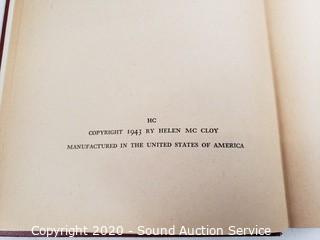 HC
COPYRIGHT 1943 BY HELEN MC CLOY
MANUFACTURED IN THE UNITED STATES OF AMERICA
Copyright 2020 - Sound Auction Service